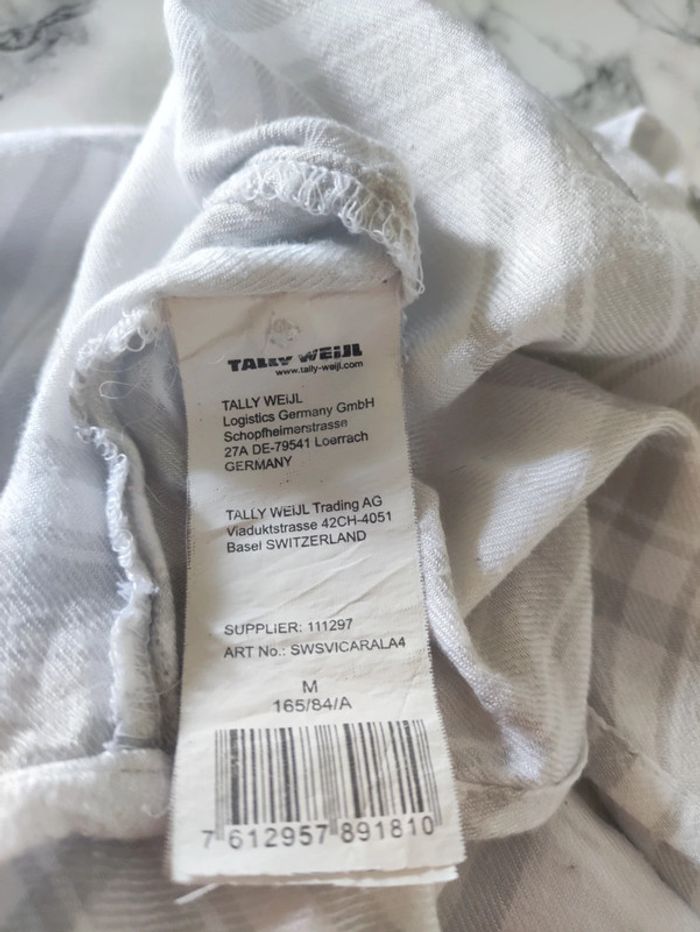 TALLY WEiJL
www.tally-weijl.com
TALLY WEIJL
Logistics Germany GmbH
Schopfheimerstrasse
27A DE-79541 Loerrach
GERMANY
TALLY WEIJL Trading AG
Viaduktstrasse 42CH-4051
Basel SWITZERLAND
SUPPLIER: 111297
ART No.: SWSVICARALA4
M
165/84/A
7 612957 891810